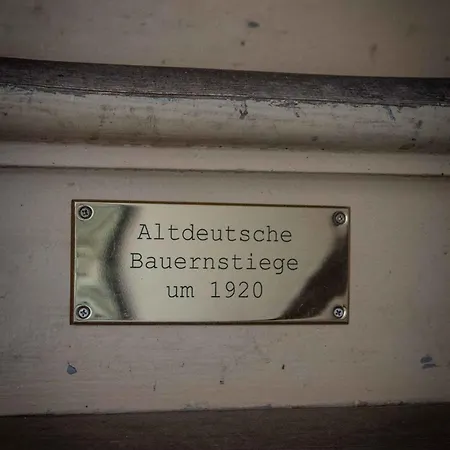 Altdeutsche
Bauernstiege
um 1920